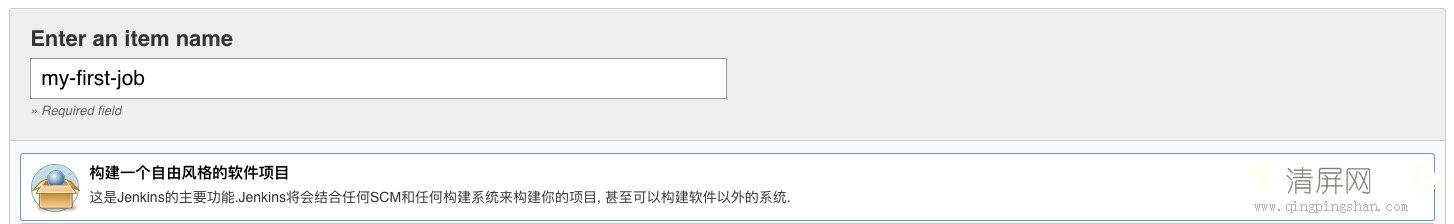 Enter an item name
my-first-job
» Required field
构建一个自由风格的软件项目
这是Jenkins的主要功能.Jenkins将会结合任何SCM和任何构建系统来构建你的项目, 甚至可以构建软件以外的系统.
清屏网
www.qingpingshan.com